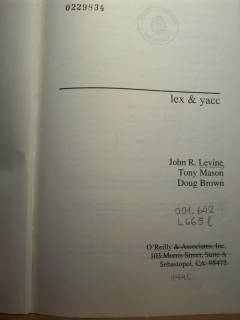 0229834
lex & yacc
John R. Levine,
Tony Mason
Doug Brown
001.642
L665l
O'Reilly & Associates, Inc.
103 Morris Street, Suite A
Sebastopol, CA 95472
1995